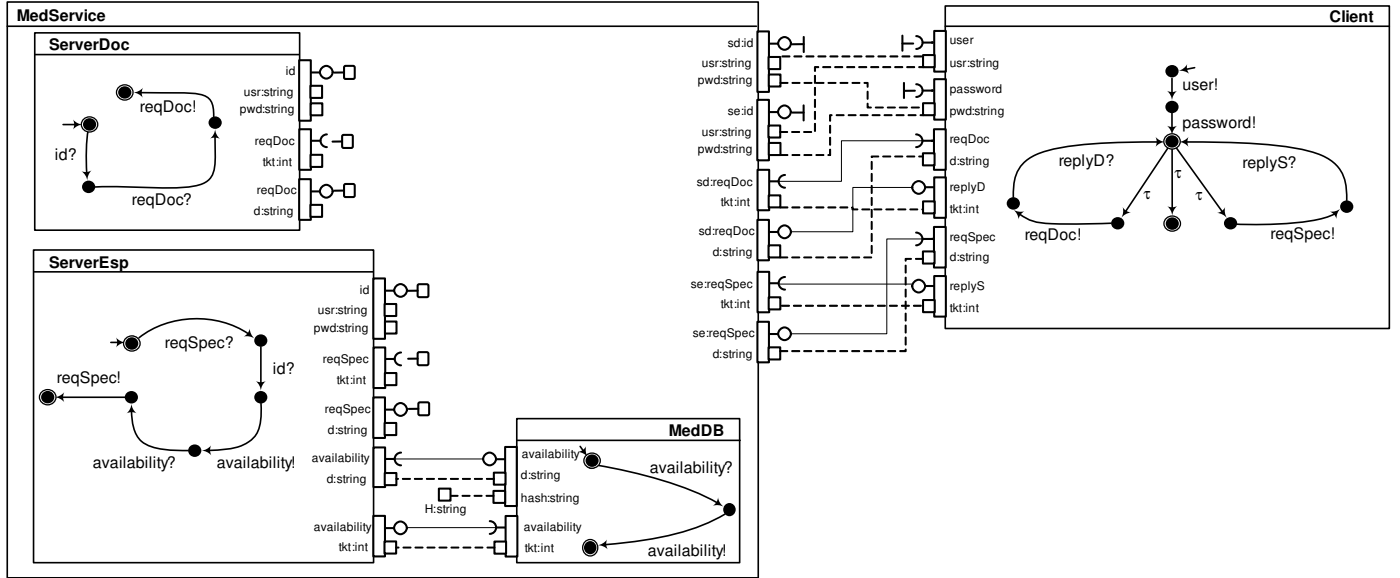 MedService
ServerDoc
id
usr:string
pwd:string
reqDoc
tkt:int
reqDoc
d:string
reqDoc!
id?
reqDoc?
ServerEsp
id
usr:string
pwd:string
reqSpec
tkt:int
reqSpec
d:string
availability
d:string
availability
tkt:int
reqSpec?
id?
reqSpec!
availability?
availability!
MedDB
availability
d:string
hash:string
H:string
availability
tkt:int
availability?
availability!
sd:id
usr:string
pwd:string
se:id
usr:string
pwd:string
sd:reqDoc
tkt:int
sd:reqDoc
d:string
se:reqSpec
tkt:int
se:reqSpec
d:string
Client
user
usr:string
password
pwd:string
reqDoc
d:string
replyD
tkt:int
reqSpec
d:string
replyS
tkt:int
user!
password!
replyD?
replyS?
τ
τ
τ
reqDoc!
reqSpec!